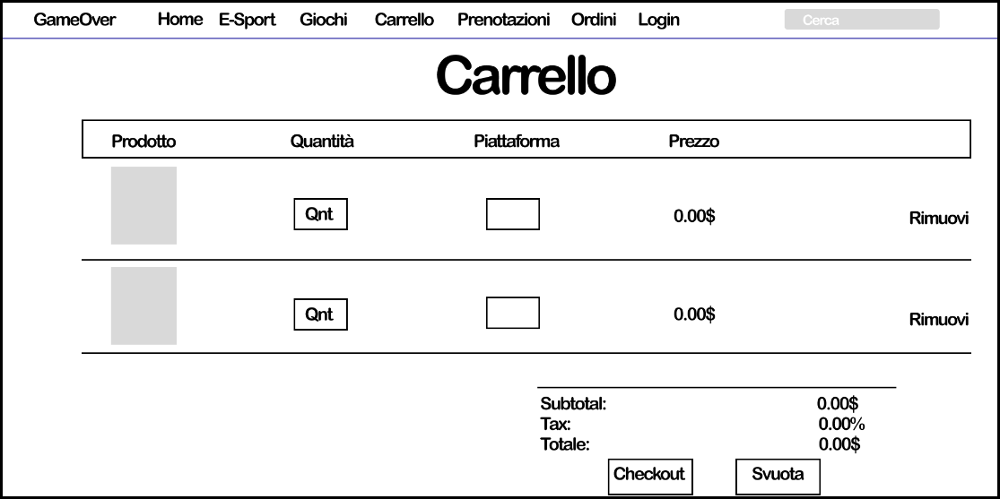 GameOver Home E-Sport Giochi Carrello Prenotazioni Ordini Login Cerca
Carrello
Prodotto Quantità Piattaforma Prezzo
Qnt 0.00$ Rimuovi
Qnt 0.00$ Rimuovi
Subtotal: 0.00$
Tax: 0.00%
Totale: 0.00$
Checkout Svuota